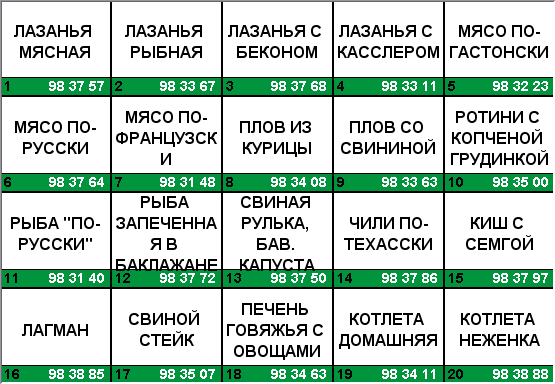 ЛАЗАНЬЯ
МЯСНАЯ
1 98 37 57
ЛАЗАНЬЯ
РЫБНАЯ
2 98 33 67
ЛАЗАНЬЯ С
БЕКОНОМ
3 98 37 68
ЛАЗАНЬЯ С
КАССЛЕРОМ
4 98 33 11
МЯСО ПО-
ГАСТОНСКИ
5 98 32 23
МЯСО ПО-
РУССКИ
6 98 37 64
МЯСО ПО-
ФРАНЦУЗСК
И
7 98 31 48
ПЛОВ ИЗ
КУРИЦЫ
8 98 34 08
ПЛОВ СО
СВИНИНОЙ
9 98 33 63
РОТИНИ С
КОПЧЕНОЙ
ГРУДИНКОЙ
10 98 35 00
РЫБА "ПО-
РУССКИ"
11 98 31 40
РЫБА
ЗАПЕЧЕНН
АЯ В
БАКЛАЖАНЕ
12 98 37 72
СВИНАЯ
РУЛЬКА,
БАВ.
КАПУСТА
13 98 37 50
ЧИЛИ ПО-
ТЕХАССКИ
14 98 37 86
КИШ С
СЕМГОЙ
15 98 37 97
ЛАГМАН
16 98 38 85
СВИНОЙ
СТЕЙК
17 98 35 07
ПЕЧЕНЬ
ГОВЯЖЬЯ С
ОВОЩАМИ
18 98 34 63
КОТЛЕТА
ДОМАШНЯЯ
19 98 34 11
КОТЛЕТА
НЕЖЕНКА
20 98 38 88